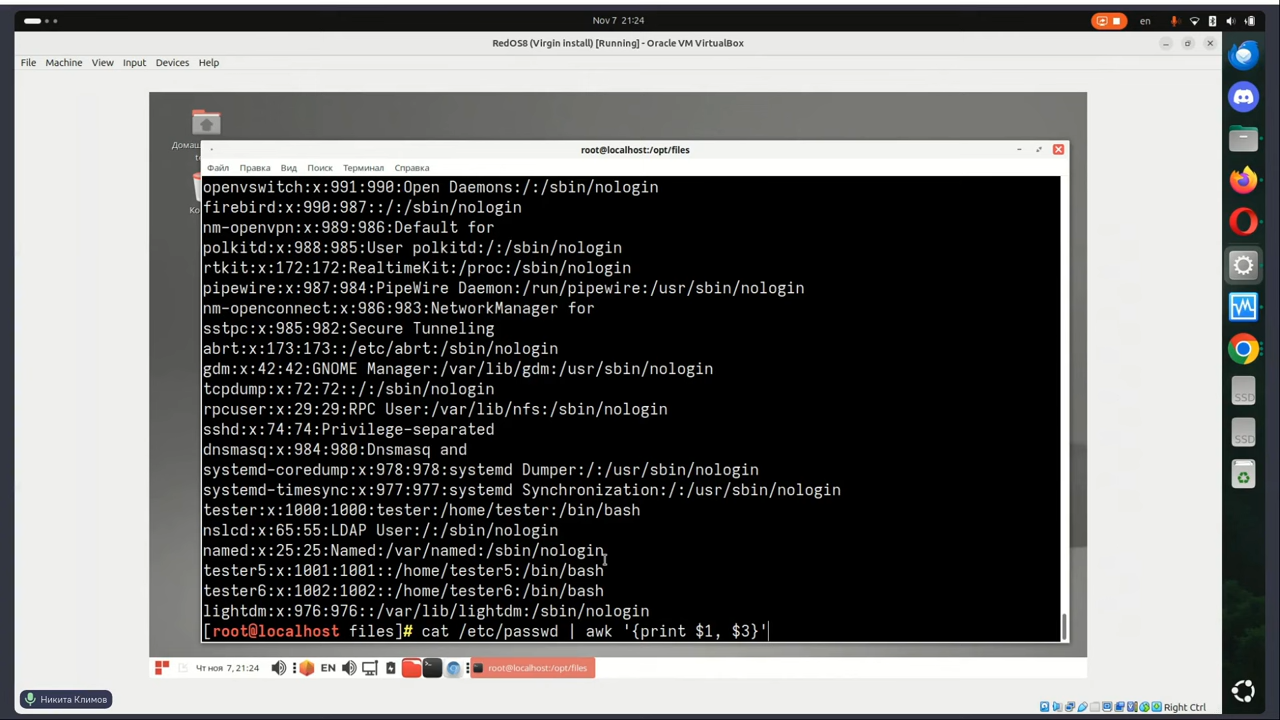 Nov 7 21:24
en
RedOS8 (Virgin install) [Running] - Oracle VM VirtualBox
File Machine View Input Devices Help
root@localhost:/opt/files
Файл Правка Вид Поиск Терминал Справка
openvswitch:x:991:990:Open Daemons:/:/sbin/nologin
firebird:x:990:987::/:/sbin/nologin
nm-openvpn:x:989:986:Default for
polkitd:x:988:985:User polkitd:/:/sbin/nologin
rtkit:x:172:172:RealtimeKit:/proc:/sbin/nologin
pipewire:x:987:984:PipeWire Daemon:/run/pipewire:/usr/sbin/nologin
nm-openconnect:x:986:983:NetworkManager for
sstpc:x:985:982:Secure Tunneling
abrt:x:173:173::/etc/abrt:/sbin/nologin
gdm:x:42:42:GNOME Manager:/var/lib/gdm:/usr/sbin/nologin
tcpdump:x:72:72::/:/sbin/nologin
rpcuser:x:29:29:RPC User:/var/lib/nfs:/sbin/nologin
sshd:x:74:74:Privilege-separated
dnsmasq:x:984:980:Dnsmasq and
systemd-coredump:x:978:978:systemd Dumper:/:/usr/sbin/nologin
systemd-timesync:x:977:977:systemd Synchronization:/:/usr/sbin/nologin
tester:x:1000:1000:tester:/home/tester:/bin/bash
nslcd:x:65:55:LDAP User:/:/sbin/nologin
named:x:25:25:Named:/var/named:/sbin/nologin
tester5:x:1001:1001::/home/tester5:/bin/bash
tester6:x:1002:1002::/home/tester6:/bin/bash
lightdm:x:976:976::/var/lib/lightdm:/sbin/nologin
[root@localhost files]# cat /etc/passwd | awk '{print $1, $3}'
Чт ноя 7, 21:24 EN root@localhost:/opt/files
SSD
SSD
Никита Климов
Right Ctrl